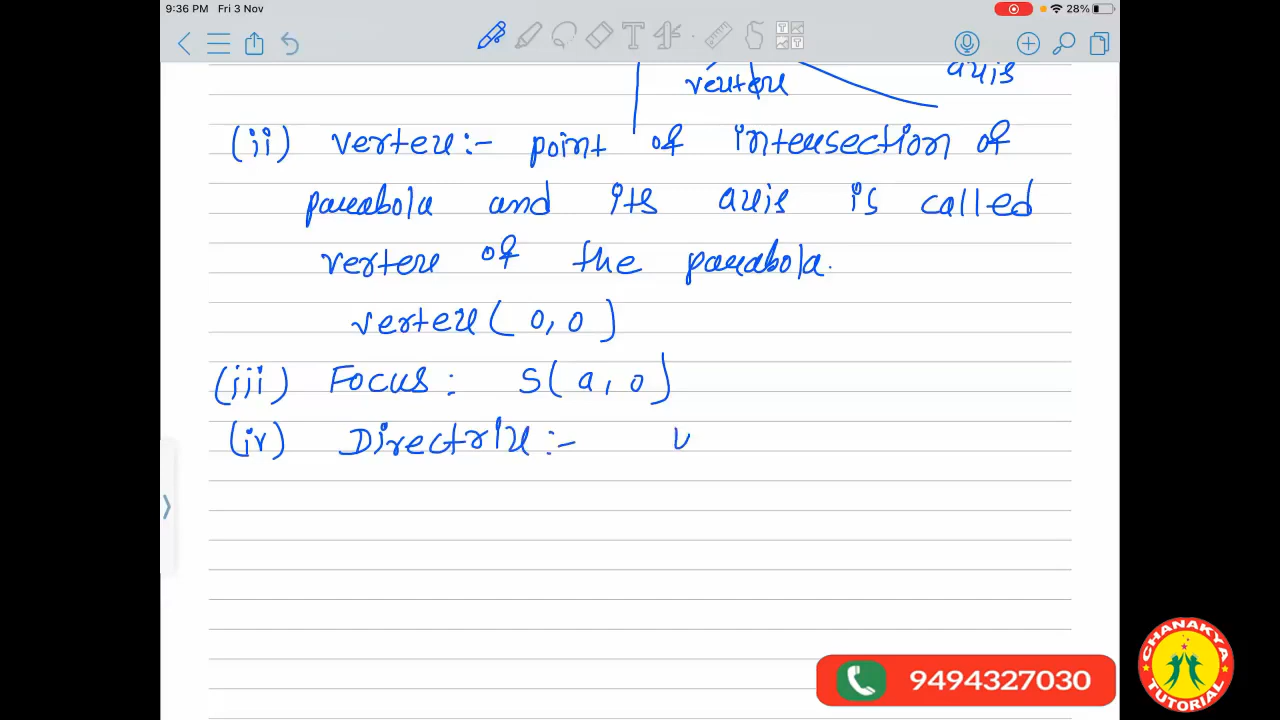 9:36 PM Fri 3 Nov
28%
vertex
axis
(ii) vertex:- point of intersection of
parabola and its axis is called
vertex of the parabola.
vertex( 0, 0 )
(iii) Focus: S( a, 0 )
(iv) Directrix:-
CHANAKYA
TUTORIAL
9494327030